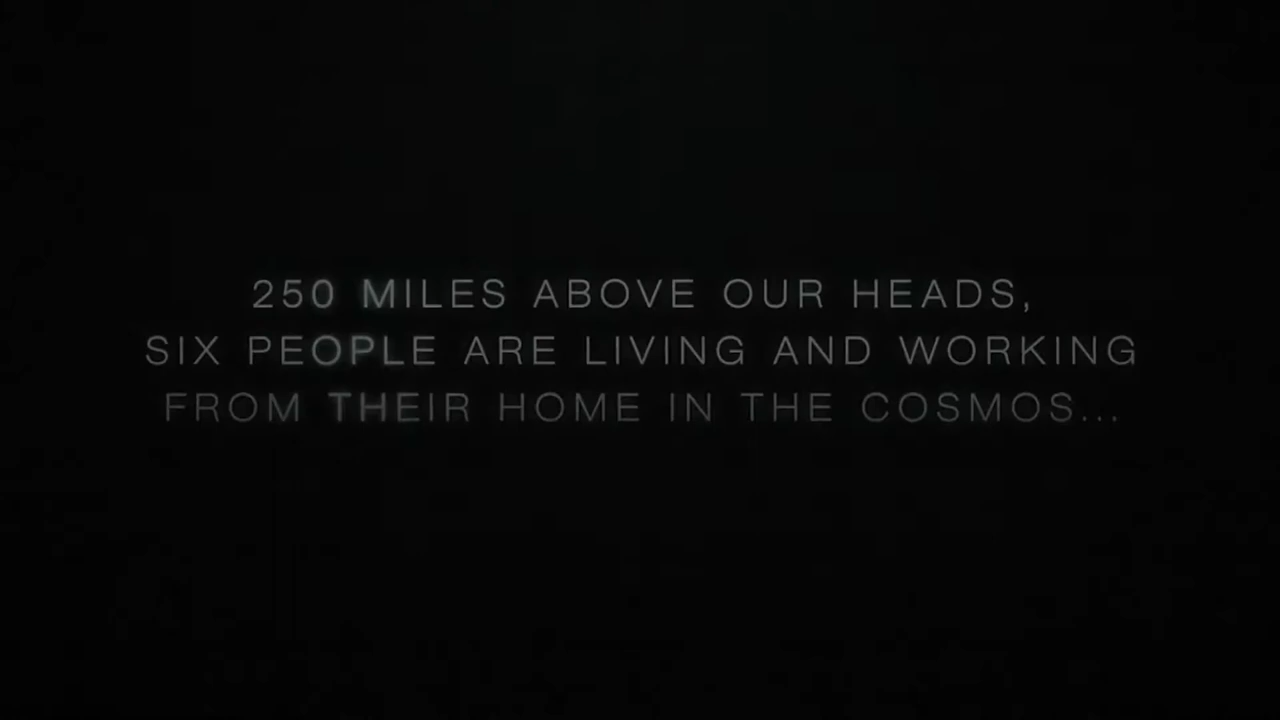 250 MILES ABOVE OUR HEADS,
SIX PEOPLE ARE LIVING AND WORKING
FROM THEIR HOME IN THE COSMOS...